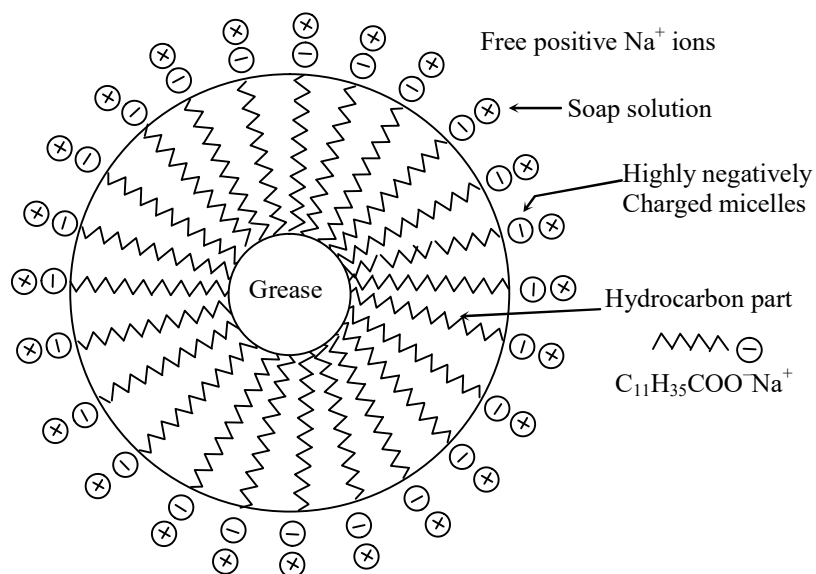 Free positive Na⁺ ions
Soap solution
Highly negatively
Charged micelles
Grease
Hydrocarbon part
C₁₁H₃₅COO⁻Na⁺